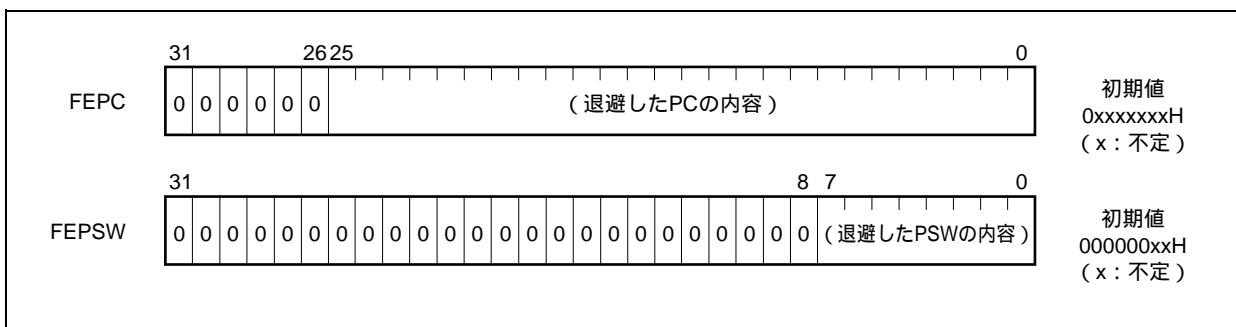 31 26 25 0
FEPC 0 0 0 0 0 0 (退避したPCの内容) 初期値
0xxxxxxxH
(x:不定)
31 8 7 0
FEPSW 0 0 0 0 0 0 0 0 0 0 0 0 0 0 0 0 0 0 0 0 0 0 0 0 (退避したPSWの内容) 初期値
000000xxH
(x:不定)